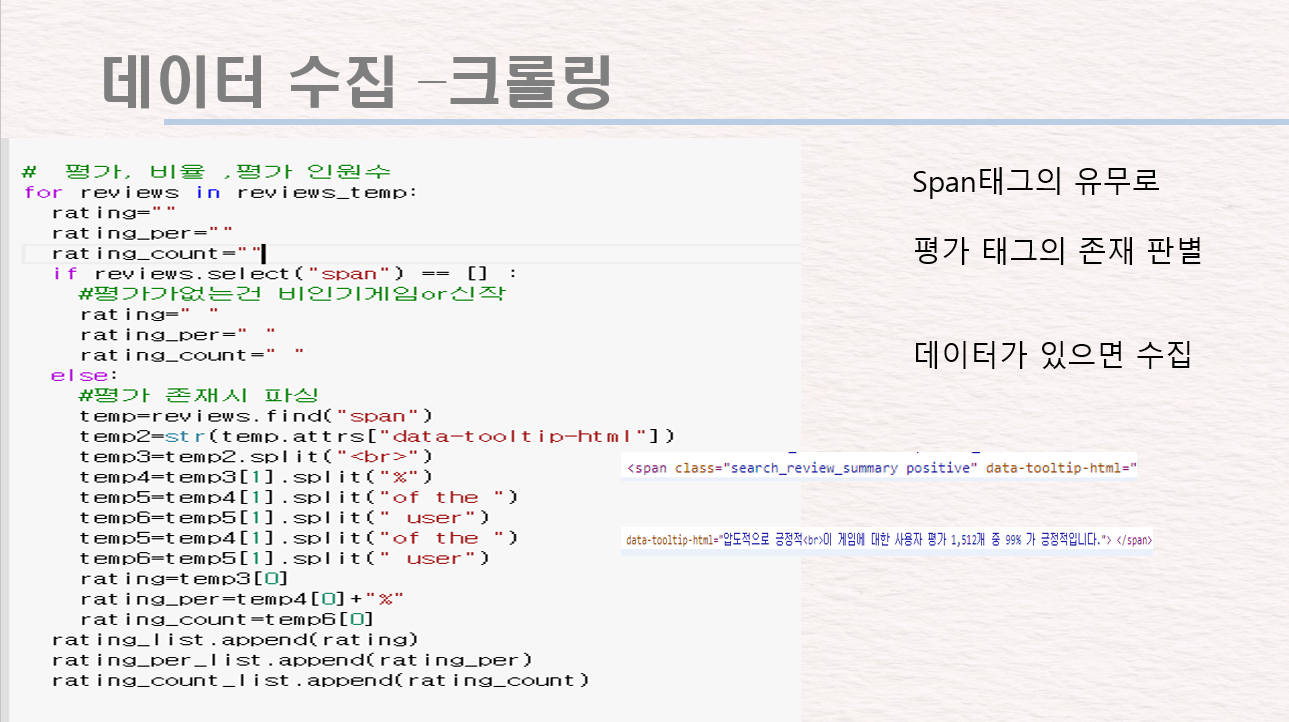 데이터 수집 –크롤링
#  평가, 비율 ,평가 인원수
for reviews in reviews_temp:
  rating=""
  rating_per=""
  rating_count=""
  if reviews.select("span") == [] :
    #평가가없는건 비인기게임or신작
    rating=" "
    rating_per=" "
    rating_count=" "
  else:
    #평가 존재시 파싱
    temp=reviews.find("span")
    temp2=str(temp.attrs["data-tooltip-html"])
    temp3=temp2.split("<br>")
    temp4=temp3[1].split("%")
    temp5=temp4[1].split("of the ")
    temp6=temp5[1].split(" user")
    temp5=temp4[1].split("of the ")
    temp6=temp5[1].split(" user")
    rating=temp3[0]
    rating_per=temp4[0]+"%"
    rating_count=temp6[0]
  rating_list.append(rating)
  rating_per_list.append(rating_per)
  rating_count_list.append(rating_count)
Span태그의 유무로
평가 태그의 존재 판별
데이터가 있으면 수집
<span class="search_review_summary positive" data-tooltip-html="
data-tooltip-html="압도적으로 긍정적<br>이 게임에 대한 사용자 평가 1,512개 중 99% 가 긍정적입니다."> </span>